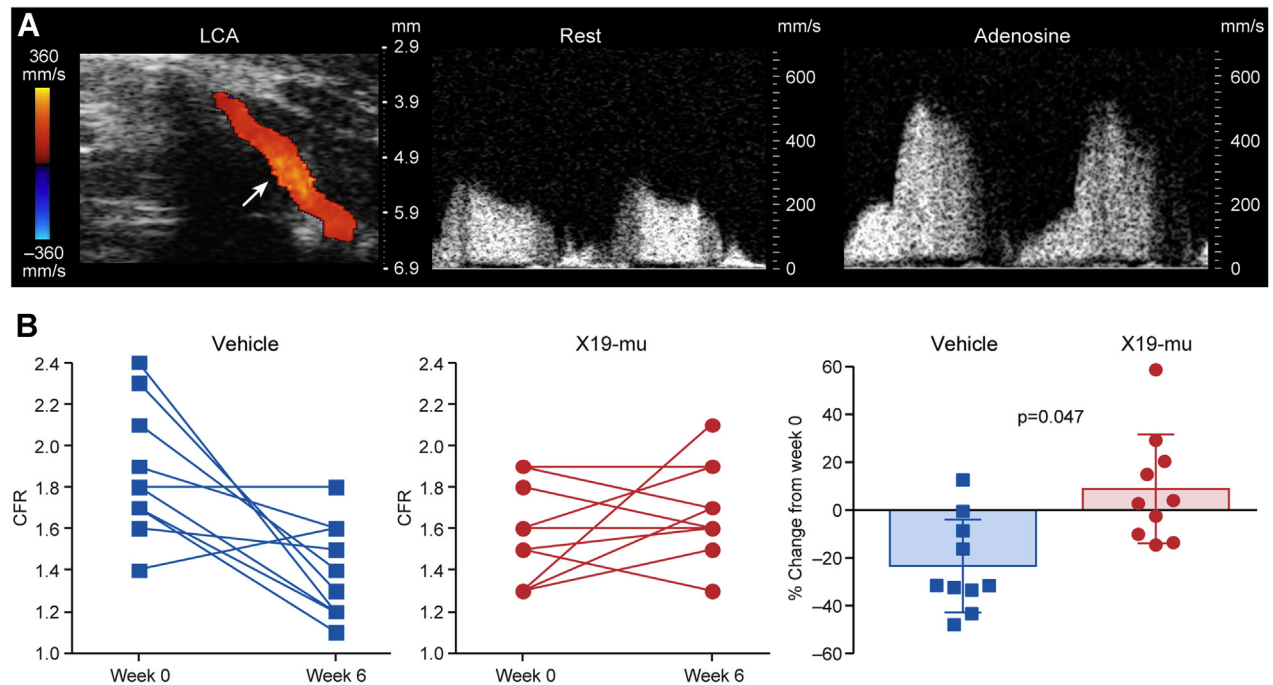 A
LCA
Rest
Adenosine
360
mm/s
–360
mm/s
mm
2.9
3.9
4.9
5.9
6.9
mm/s
600
400
200
0
mm/s
600
400
200
0
B
Vehicle
CFR
2.4
2.2
2.0
1.8
1.6
1.4
1.2
1.0
Week 0
Week 6
X19-mu
CFR
2.4
2.2
2.0
1.8
1.6
1.4
1.2
1.0
Week 0
Week 6
Vehicle
X19-mu
% Change from week 0
60
40
20
0
–20
–40
–60
p=0.047